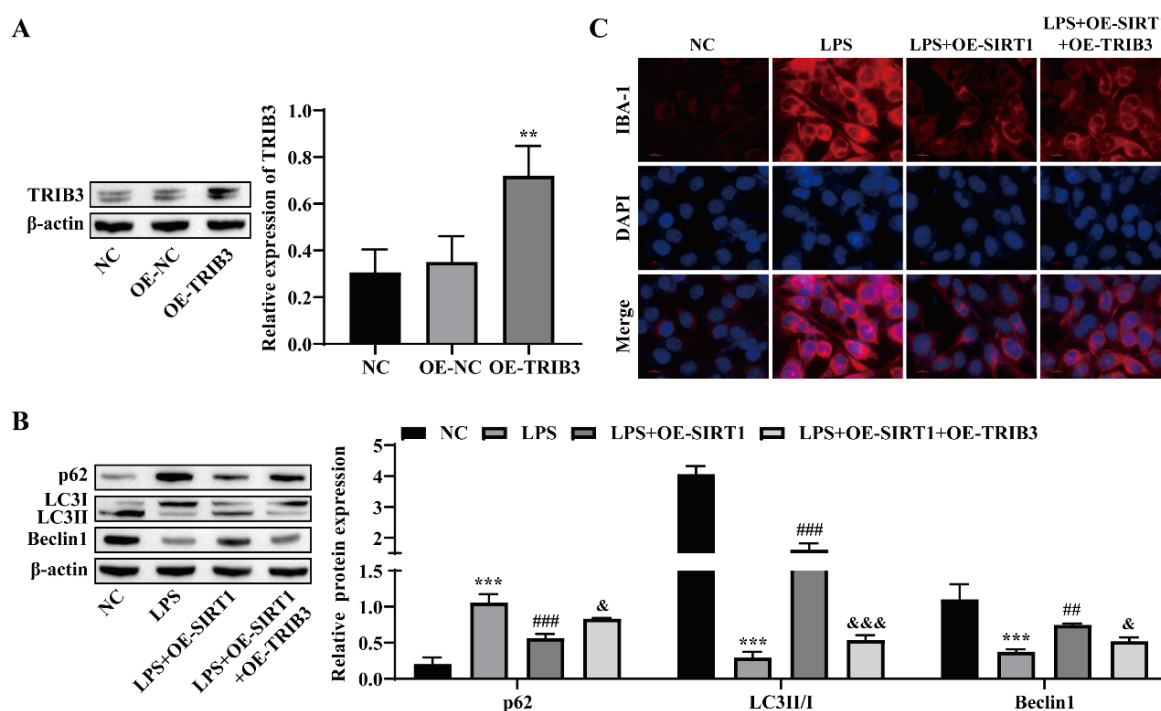 A
TRIB3
β-actin
NC
OE-NC
OE-TRIB3
Relative expression of TRIB3
1.0
0.8
0.6
0.4
0.2
0.0
**
NC OE-NC OE-TRIB3
C
NC LPS LPS+OE-SIRT1 LPS+OE-SIRT
+OE-TRIB3
IBA-1
DAPI
Merge
B
p62
LC3I
LC3II
Beclin1
β-actin
NC
LPS
LPS+OE-SIRT1
LPS+OE-SIRT1
+OE-TRIB3
NC LPS LPS+OE-SIRT1 LPS+OE-SIRT1+OE-TRIB3
Relative protein expression
5
4
3
2
1.5
1.0
0.5
0.0
*** ### &
*** ### &&&
*** ## &
p62 LC3II/I Beclin1